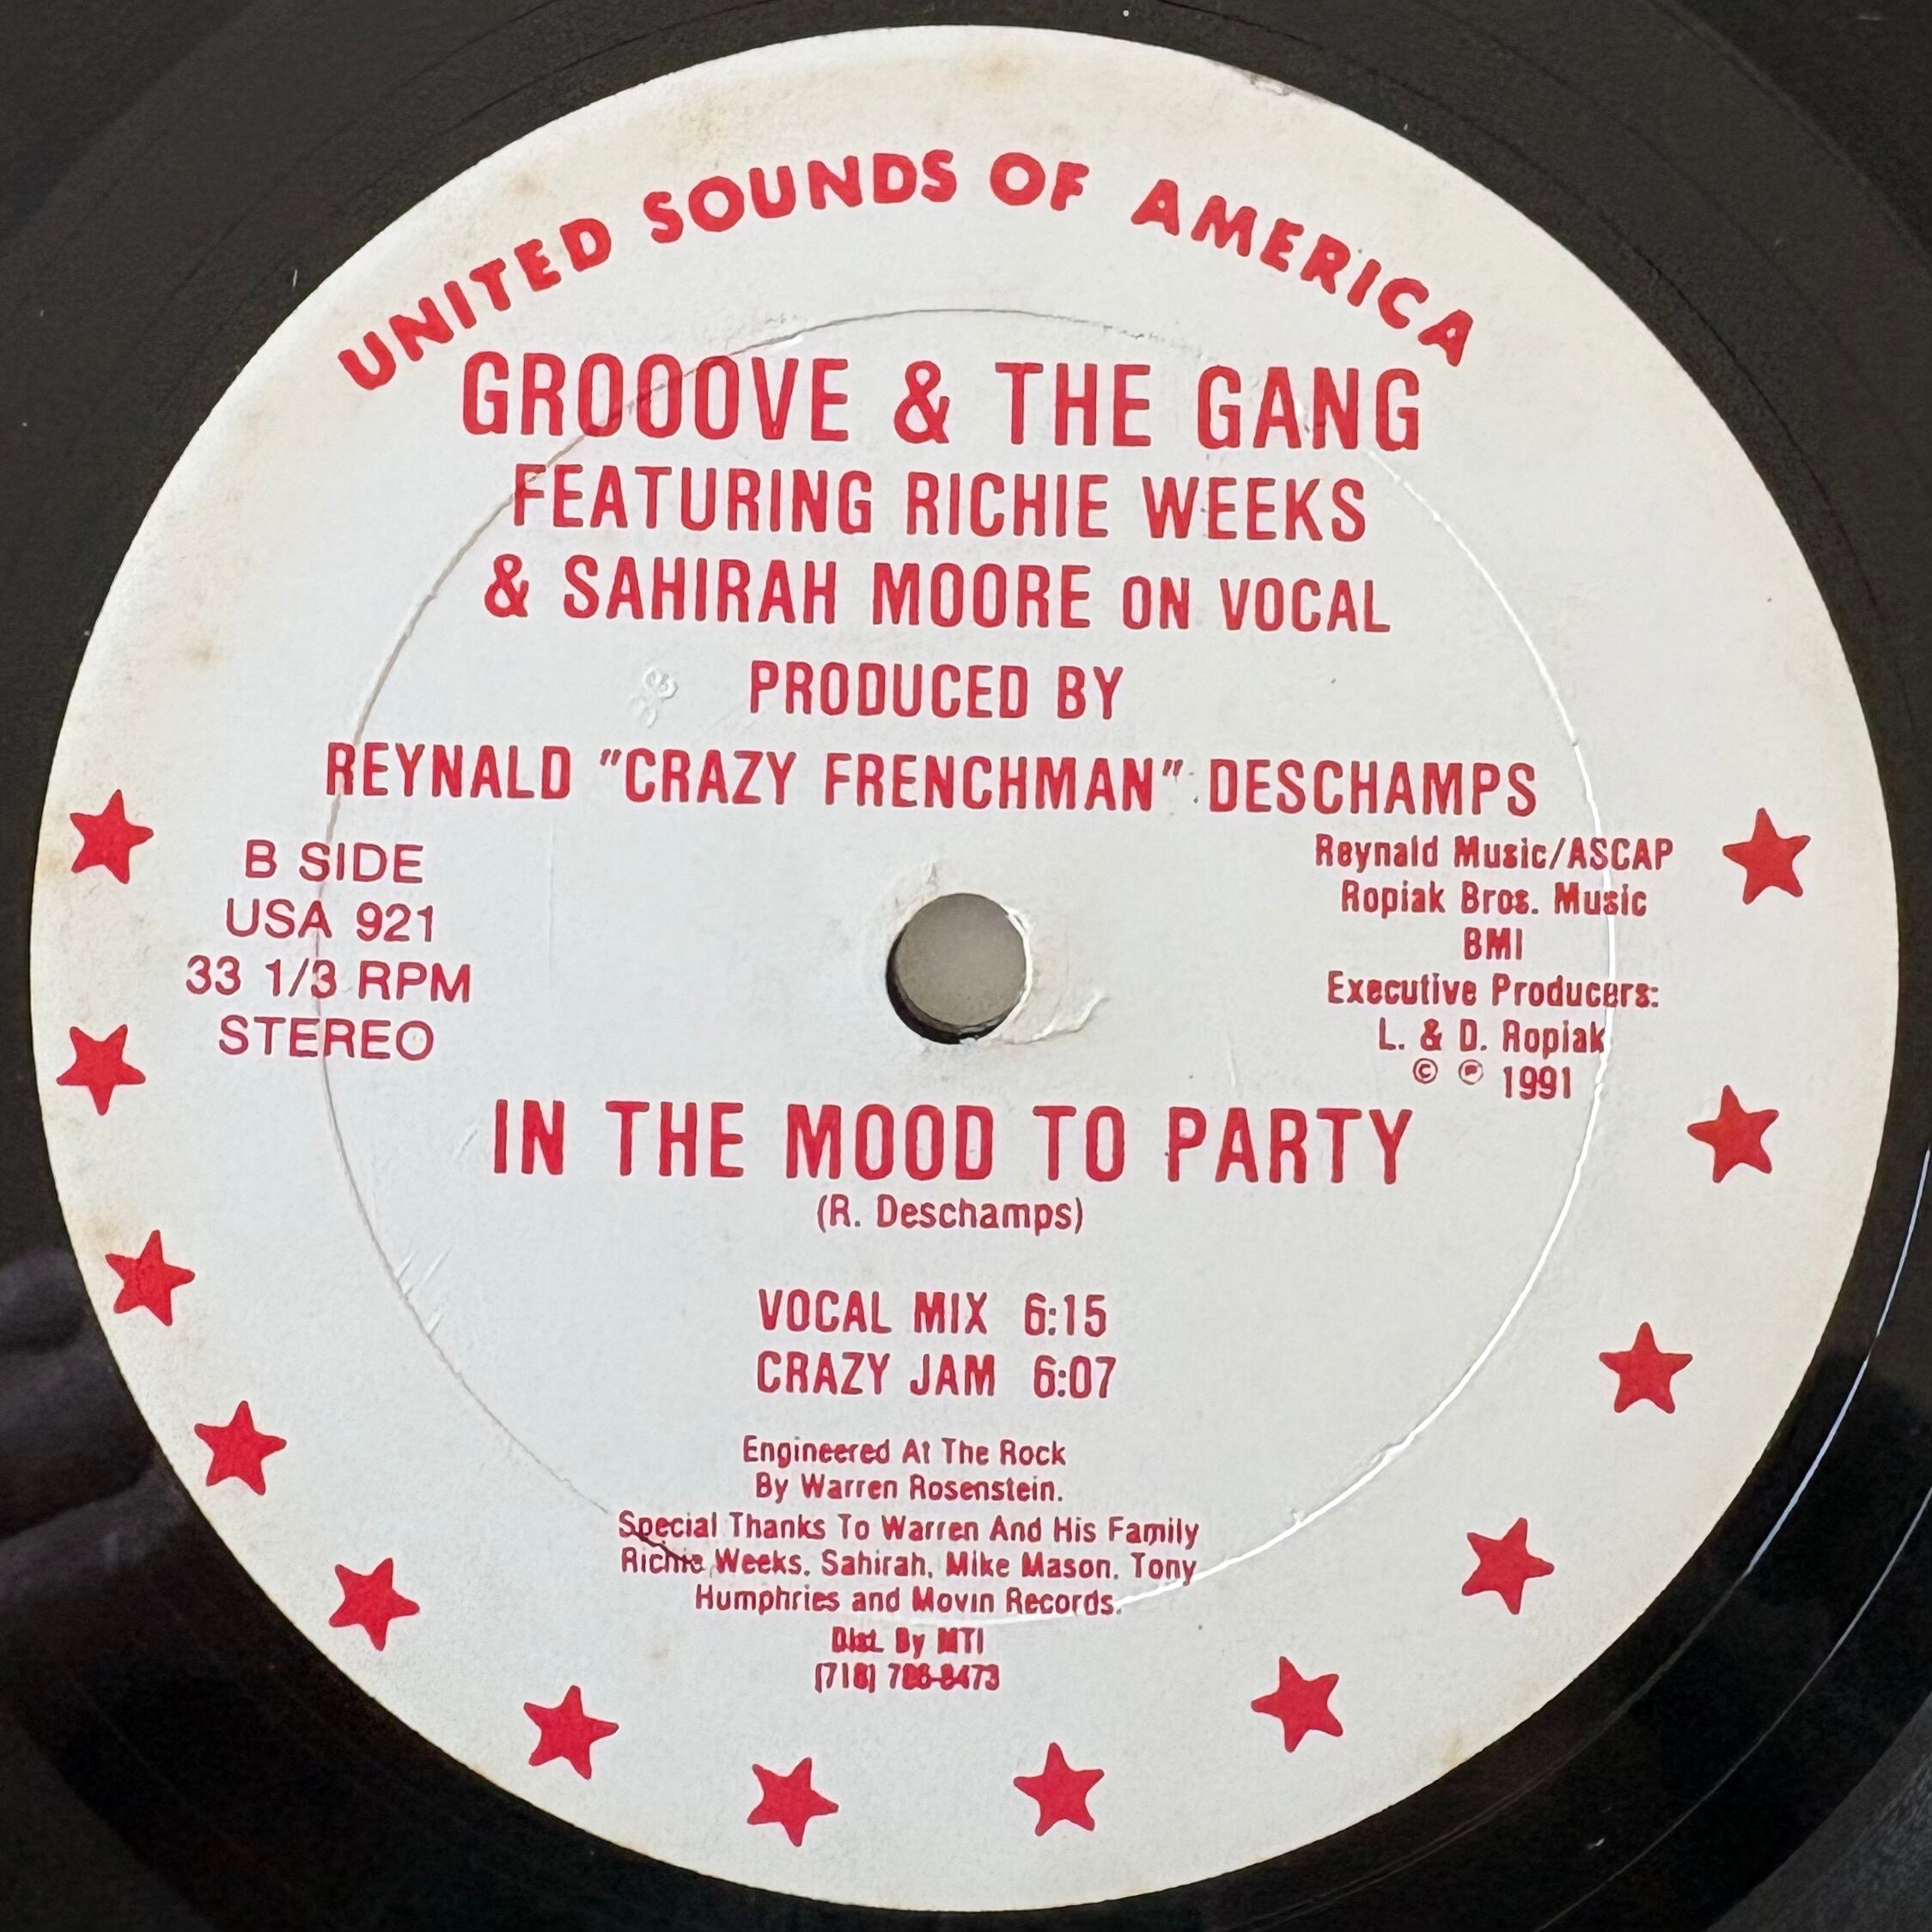 UNITED SOUNDS OF AMERICA
GROOOVE & THE GANG
FEATURING RICHIE WEEKS
& SAHIRAH MOORE ON VOCAL
PRODUCED BY
REYNALD "CRAZY FRENCHMAN" DESCHAMPS
B SIDE
USA 921
33 1/3 RPM
STEREO
Reynald Music/ASCAP
Ropiak Bros. Music
BMI
Executive Producers:
L. & D. Ropiak
© ℗ 1991
IN THE MOOD TO PARTY
(R. Deschamps)
VOCAL MIX 6:15
CRAZY JAM 6:07
Engineered At The Rock
By Warren Rosenstein.
Special Thanks To Warren And His Family
Richie Weeks, Sahirah, Mike Mason, Tony
Humphries and Movin Records.
Dist. By MTI
(718)